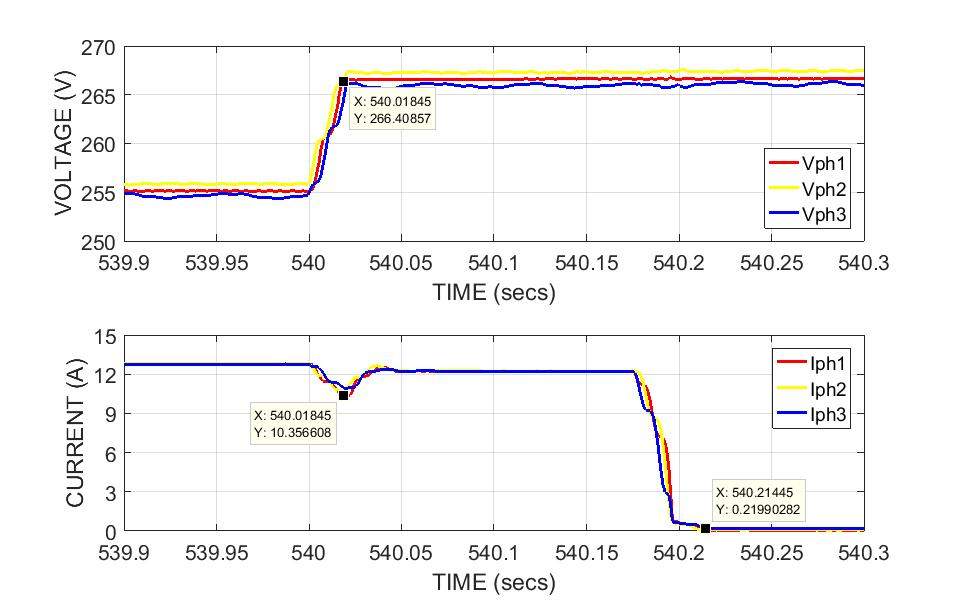 270
265
260
255
250
VOLTAGE (V)
X: 540.01845
Y: 266.40857
Vph1
Vph2
Vph3
539.9 539.95 540 540.05 540.1 540.15 540.2 540.25 540.3
TIME (secs)
15
12
9
6
3
0
CURRENT (A)
X: 540.01845
Y: 10.356608
Iph1
Iph2
Iph3
X: 540.21445
Y: 0.21990282
539.9 539.95 540 540.05 540.1 540.15 540.2 540.25 540.3
TIME (secs)